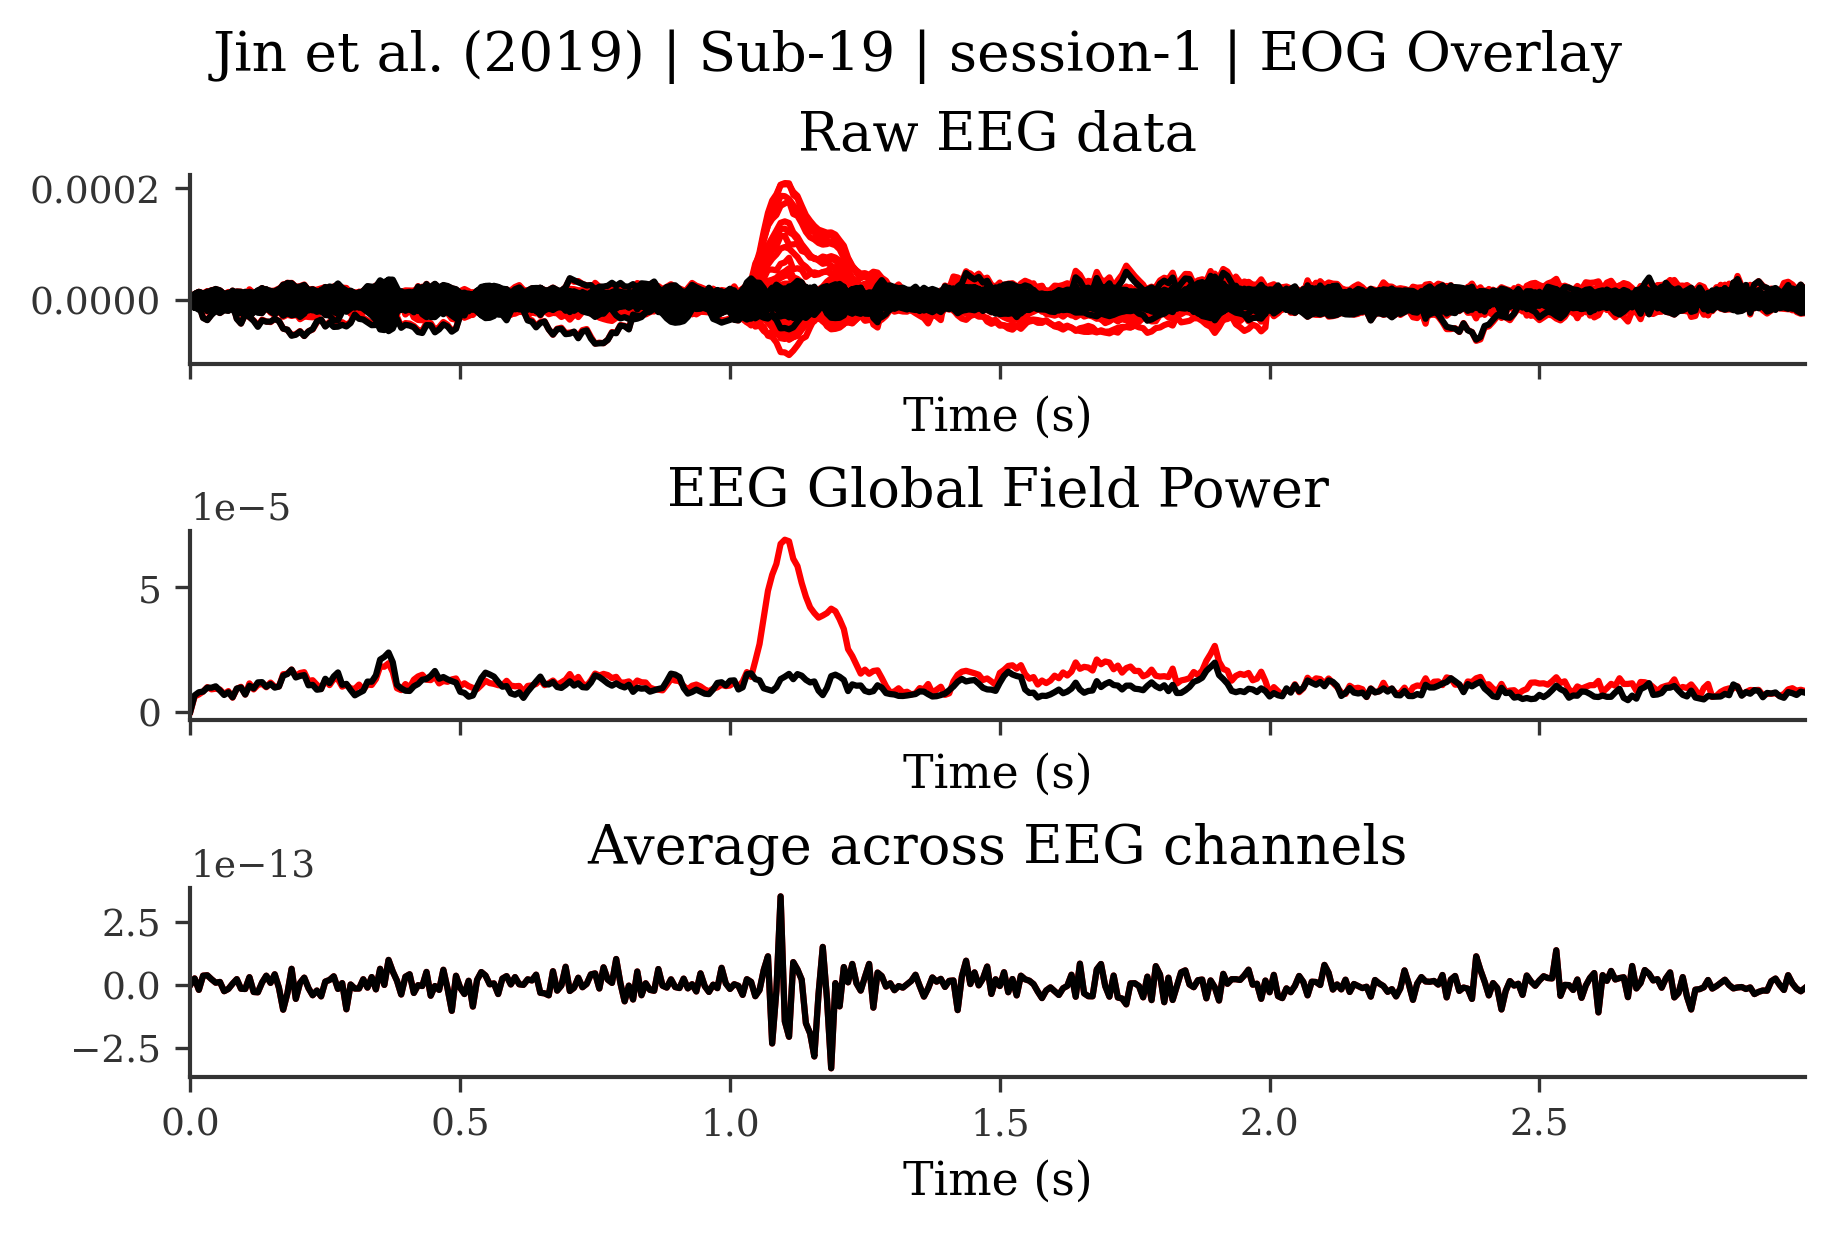 Jin et al. (2019) | Sub-19 | session-1 | EOG Overlay
Raw EEG data
0.0002
0.0000
Time (s)
EEG Global Field Power
1e−5
5
0
Time (s)
Average across EEG channels
1e−13
2.5
0.0
−2.5
0.0 0.5 1.0 1.5 2.0 2.5
Time (s)